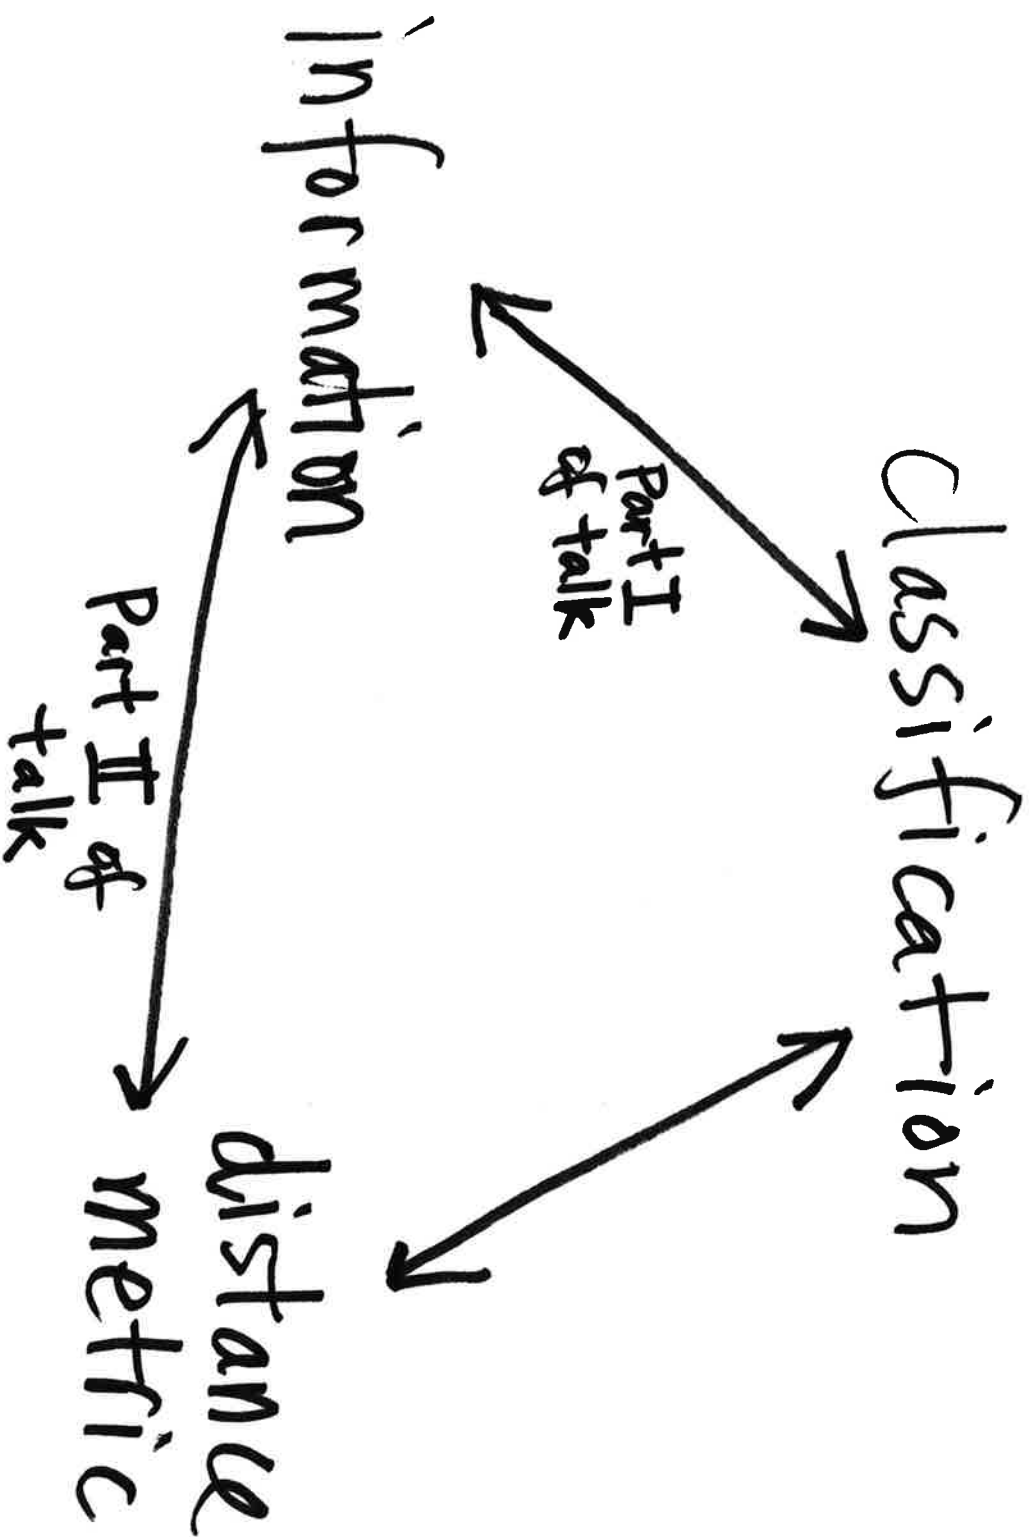 Classification
Part I
of talk
information
Part II of
talk
distance
metric